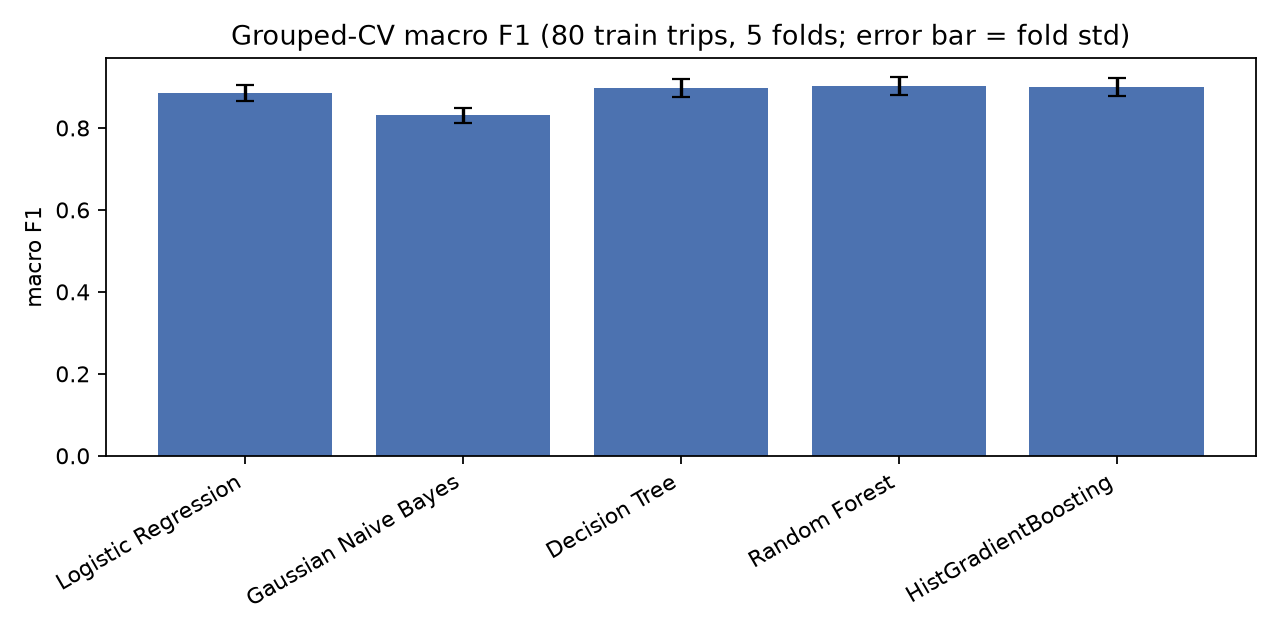 Grouped-CV macro F1 (80 train trips, 5 folds; error bar = fold std)
macro F1
0.8
0.6
0.4
0.2
0.0
Logistic Regression
Gaussian Naive Bayes
Decision Tree
Random Forest
HistGradientBoosting